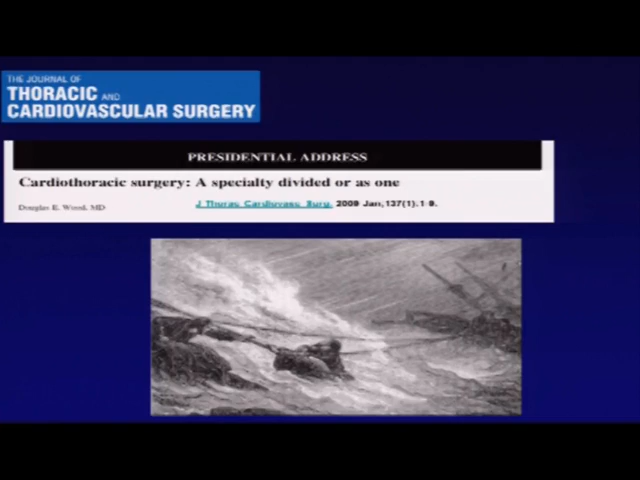 THE JOURNAL OF
THORACIC AND
CARDIOVASCULAR SURGERY
PRESIDENTIAL ADDRESS
Cardiothoracic surgery: A specialty divided or as one
Douglas E. Wood, MD
J Thorac Cardiovasc Surg. 2009 Jan;137(1):1-9.